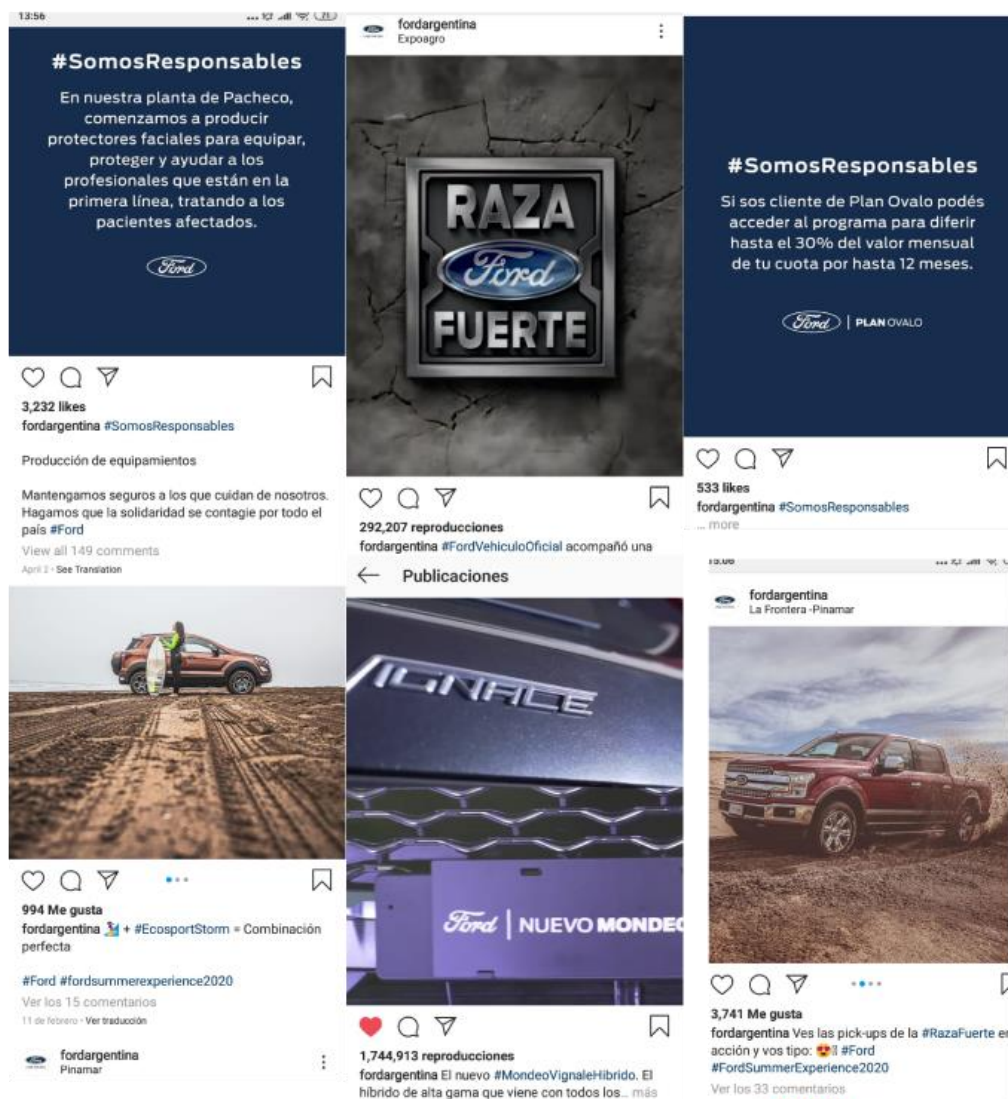 13:56
#SomosResponsables
En nuestra planta de Pacheco,
comenzamos a producir
protectores faciales para equipar,
proteger y ayudar a los
profesionales que están en la
primera línea, tratando a los
pacientes afectados.
Ford
3,232 likes
fordargentina #SomosResponsables
Producción de equipamientos
Mantengamos seguros a los que cuidan de nosotros.
Hagamos que la solidaridad se contagie por todo el
país #Ford
View all 149 comments
April 2 · See Translation
994 Me gusta
fordargentina 🏄 + #EcosportStorm = Combinación
perfecta
#Ford #fordsummerexperience2020
Ver los 15 comentarios
11 de febrero · Ver traducción
fordargentina
Pinamar
fordargentina
Expoagro
RAZA
Ford
FUERTE
292,207 reproducciones
fordargentina #FordVehiculoOficial acompañó una
Publicaciones
Ford | NUEVO MONDEO
1,744,913 reproducciones
fordargentina El nuevo #MondeoVignaleHibrido. El
híbrido de alta gama que viene con todos los... más
#SomosResponsables
Si sos cliente de Plan Ovalo podés
acceder al programa para diferir
hasta el 30% del valor mensual
de tu cuota por hasta 12 meses.
Ford | PLAN OVALO
533 likes
fordargentina #SomosResponsables
... more
fordargentina
La Frontera -Pinamar
3,741 Me gusta
fordargentina Ves las pick-ups de la #RazaFuerte en
acción y vos tipo: 😍 #Ford
#FordSummerExperience2020
Ver los 33 comentarios